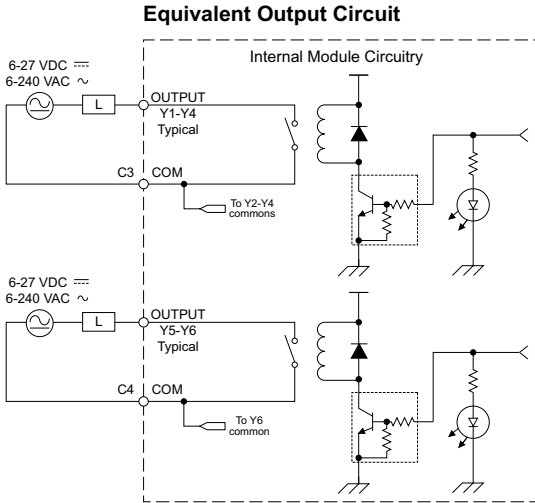 Equivalent Output Circuit
Internal Module Circuitry
6-27 VDC ⎓
6-240 VAC ∿
L
OUTPUT
Y1-Y4
Typical
C3
COM
To Y2-Y4
commons
6-27 VDC ⎓
6-240 VAC ∿
L
OUTPUT
Y5-Y6
Typical
C4
COM
To Y6
common